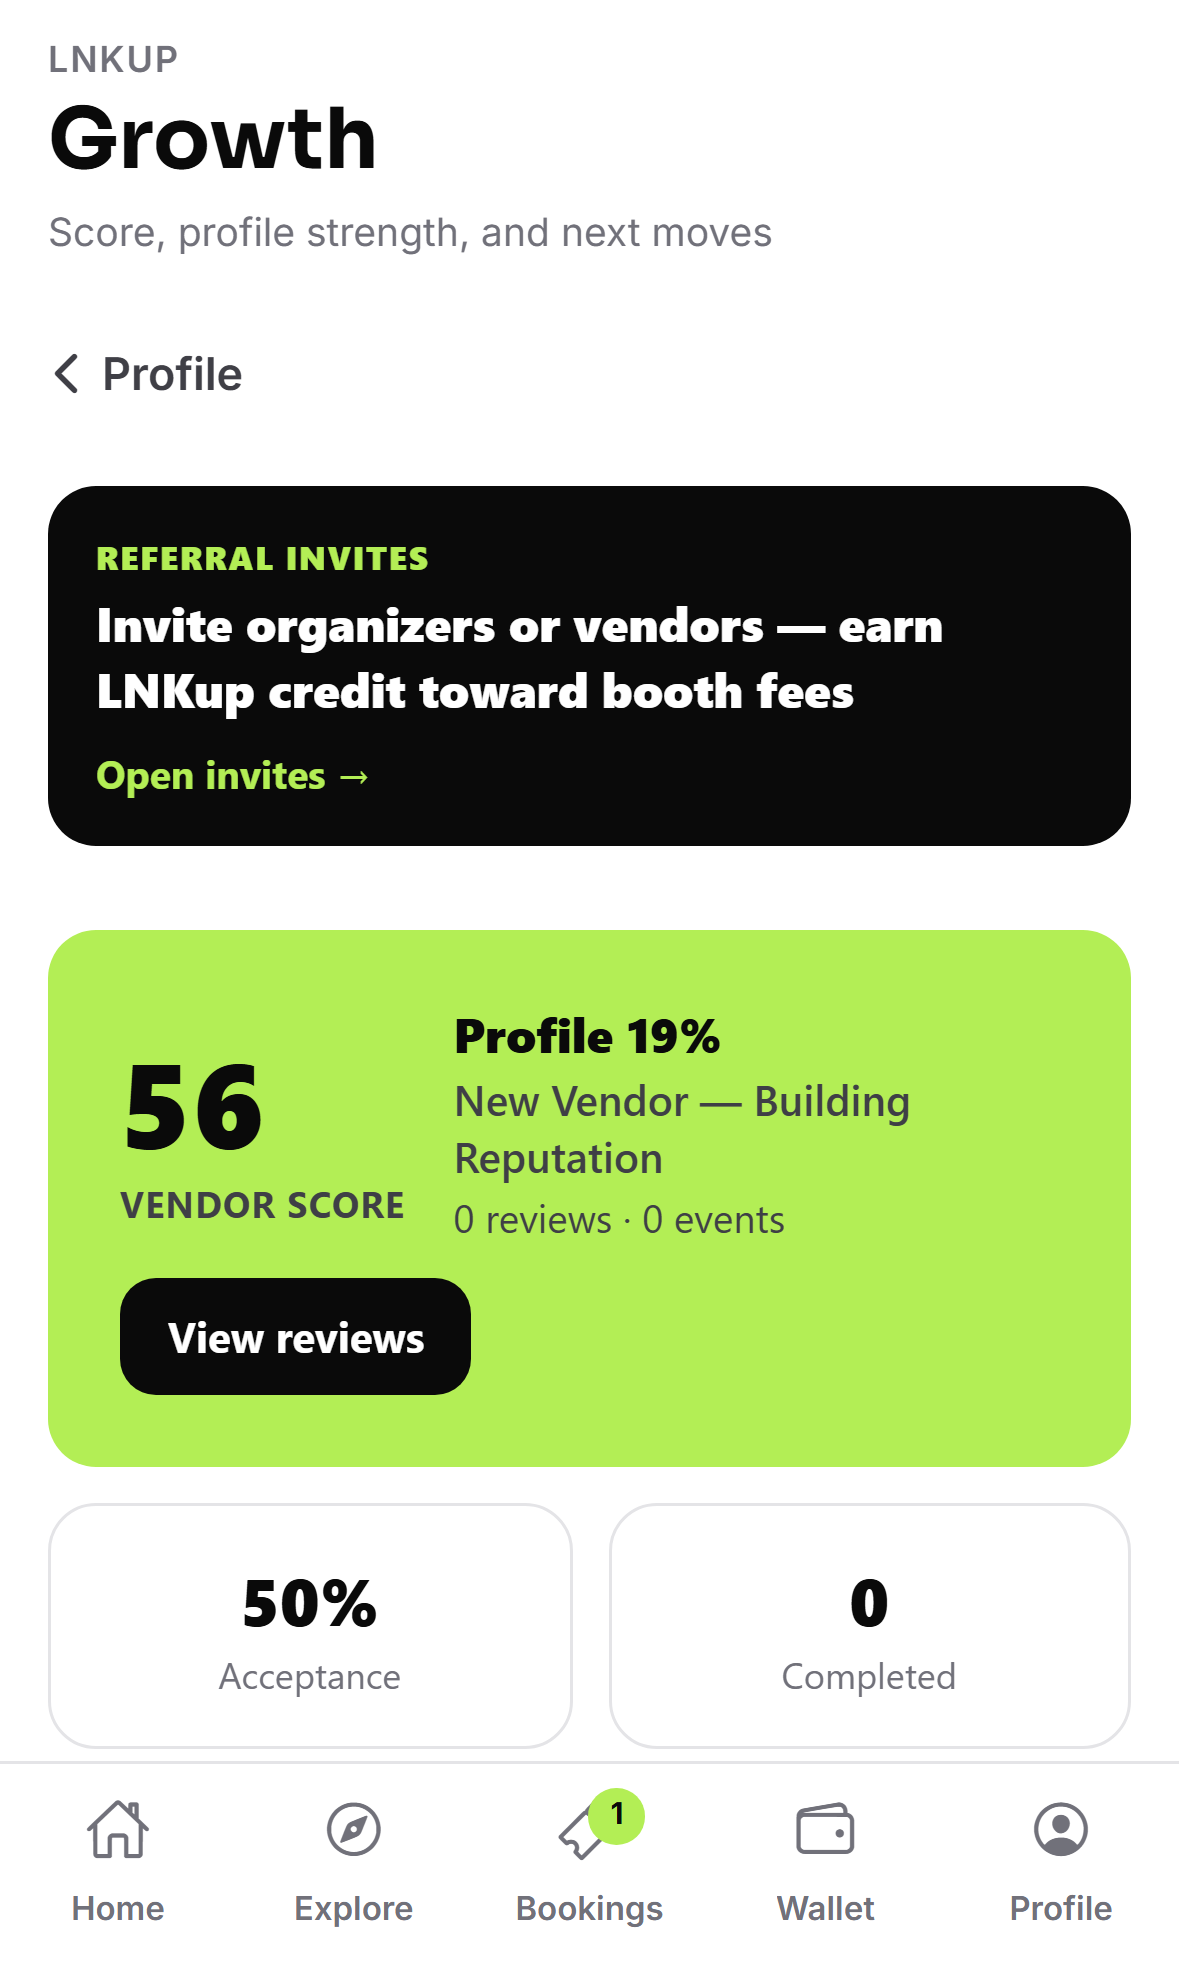 LNKUP
Growth
Score, profile strength, and next moves
Profile
REFERRAL INVITES
Invite organizers or vendors — earn
LNKup credit toward booth fees
Open invites →
56
VENDOR SCORE
Profile 19%
New Vendor — Building
Reputation
0 reviews · 0 events
View reviews
50%
Acceptance
0
Completed
1
Home
Explore
Bookings
Wallet
Profile